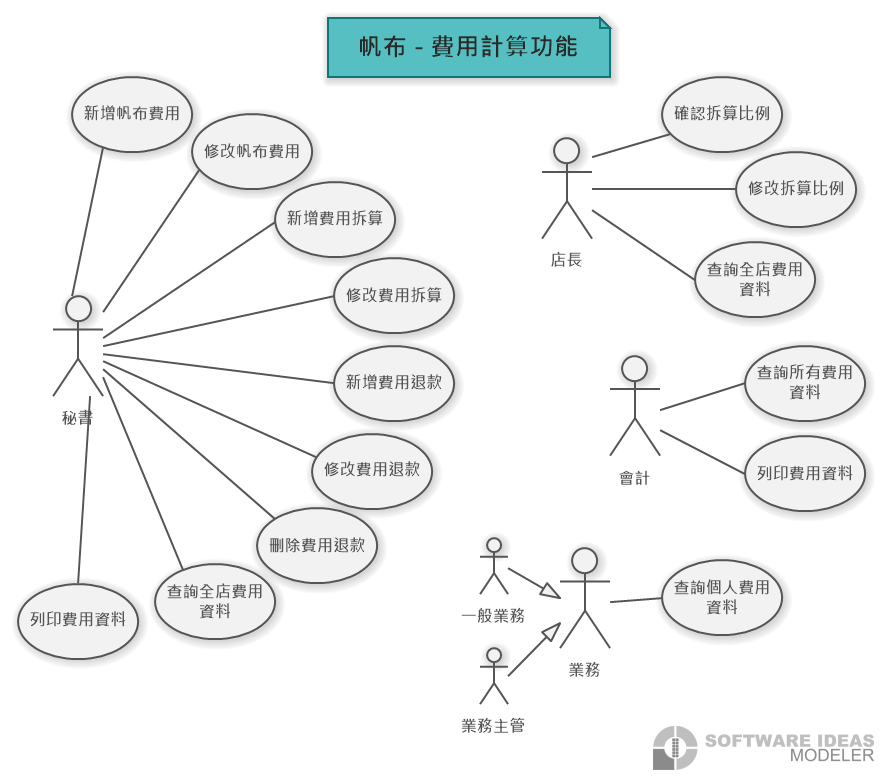 帆布 - 費用計算功能
新增帆布費用
修改帆布費用
新增費用拆算
修改費用拆算
新增費用退款
修改費用退款
刪除費用退款
查詢全店費用
資料
列印費用資料
秘書
確認拆算比例
修改拆算比例
查詢全店費用
資料
店長
查詢所有費用
資料
列印費用資料
會計
一般業務
業務主管
業務
查詢個人費用
資料
SOFTWARE IDEAS
MODELER